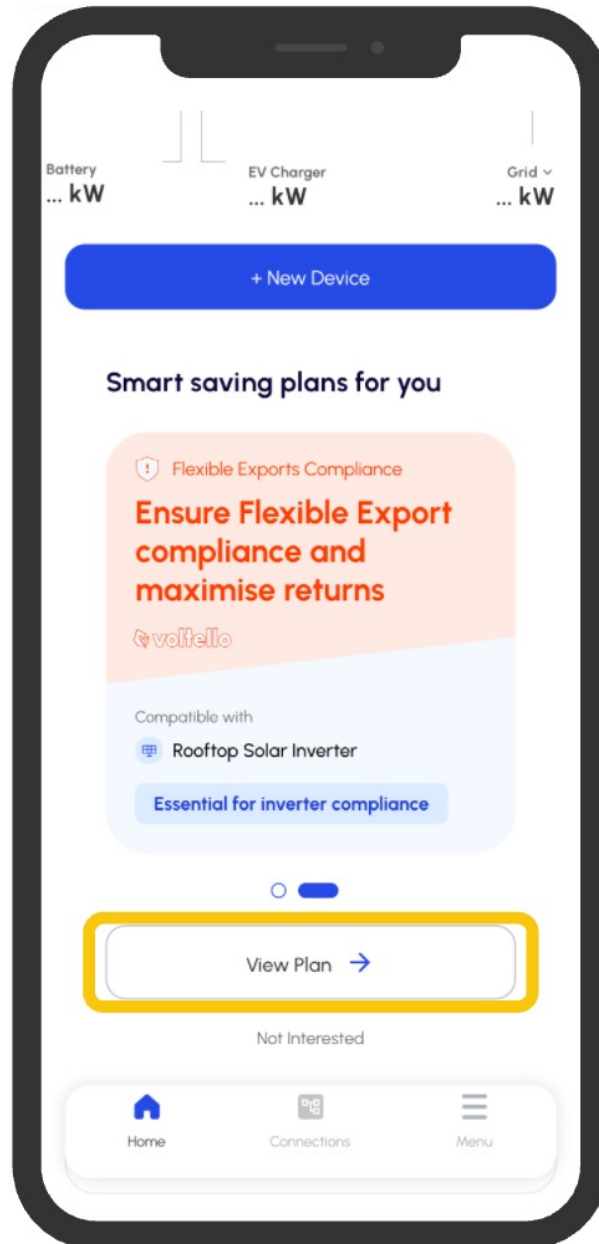 Battery
... kW
EV Charger
... kW
Grid
... kW
+ New Device
Smart saving plans for you
Flexible Exports Compliance
Ensure Flexible Export
compliance and
maximise returns
voltello
Compatible with
Rooftop Solar Inverter
Essential for inverter compliance
View Plan →
Not Interested
Home
Connections
Menu